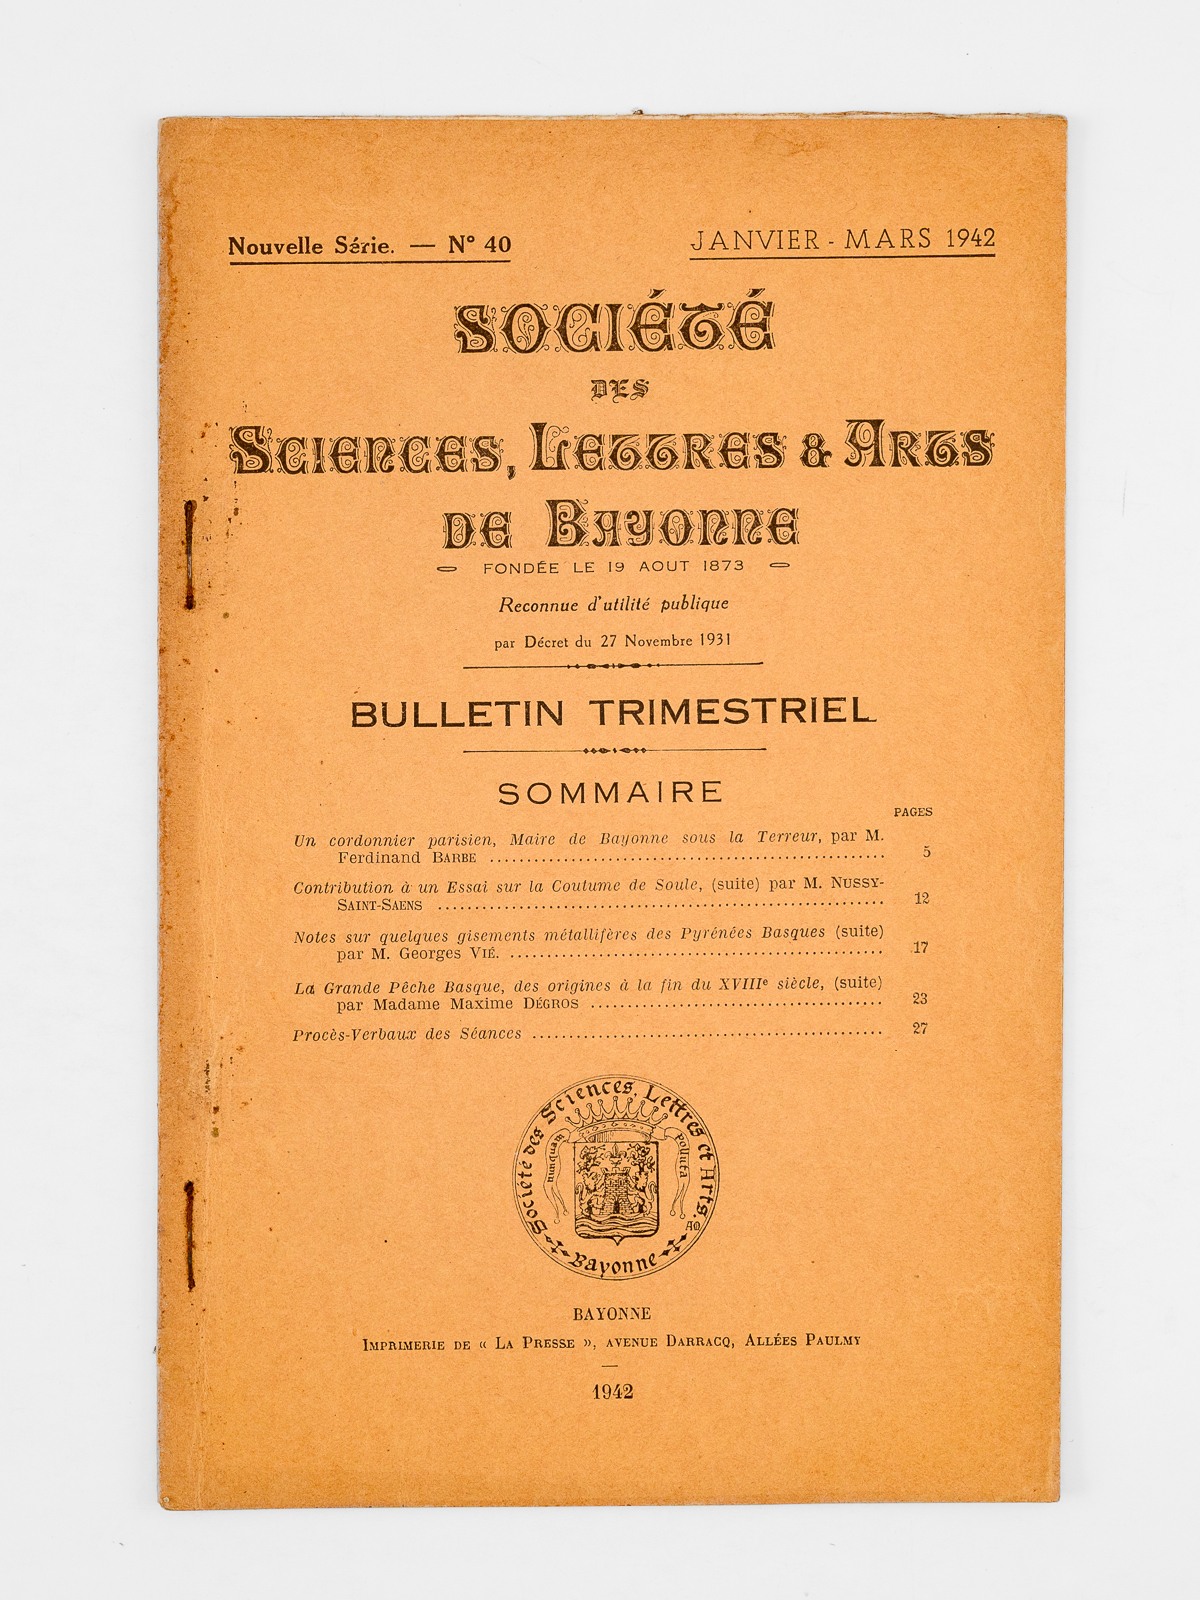 Nouvelle Série. — N° 40
JANVIER - MARS 1942
SOCIÉTÉ
DES
SCIENCES, LETTRES & ARTS
DE BAYONNE
FONDÉE LE 19 AOUT 1873
Reconnue d'utilité publique
par Décret du 27 Novembre 1931
BULLETIN TRIMESTRIEL
SOMMAIRE
PAGES
Un cordonnier parisien, Maire de Bayonne sous la Terreur, par M.
Ferdinand BARBE ........ 5
Contribution à un Essai sur la Coutume de Soule, (suite) par M. NUSSY-
SAINT-SAENS ........ 12
Notes sur quelques gisements métallifères des Pyrénées Basques (suite)
par M. Georges VIÉ. ........ 17
La Grande Pêche Basque, des origines à la fin du XVIIIe siècle, (suite)
par Madame Maxime DÉGROS ........ 23
Procès-Verbaux des Séances ........ 27
Société des Sciences, Lettres et Arts.
nunquam polluta
AQ
Bayonne
BAYONNE
IMPRIMERIE DE « LA PRESSE », AVENUE DARRACQ, ALLÉES PAULMY
1942